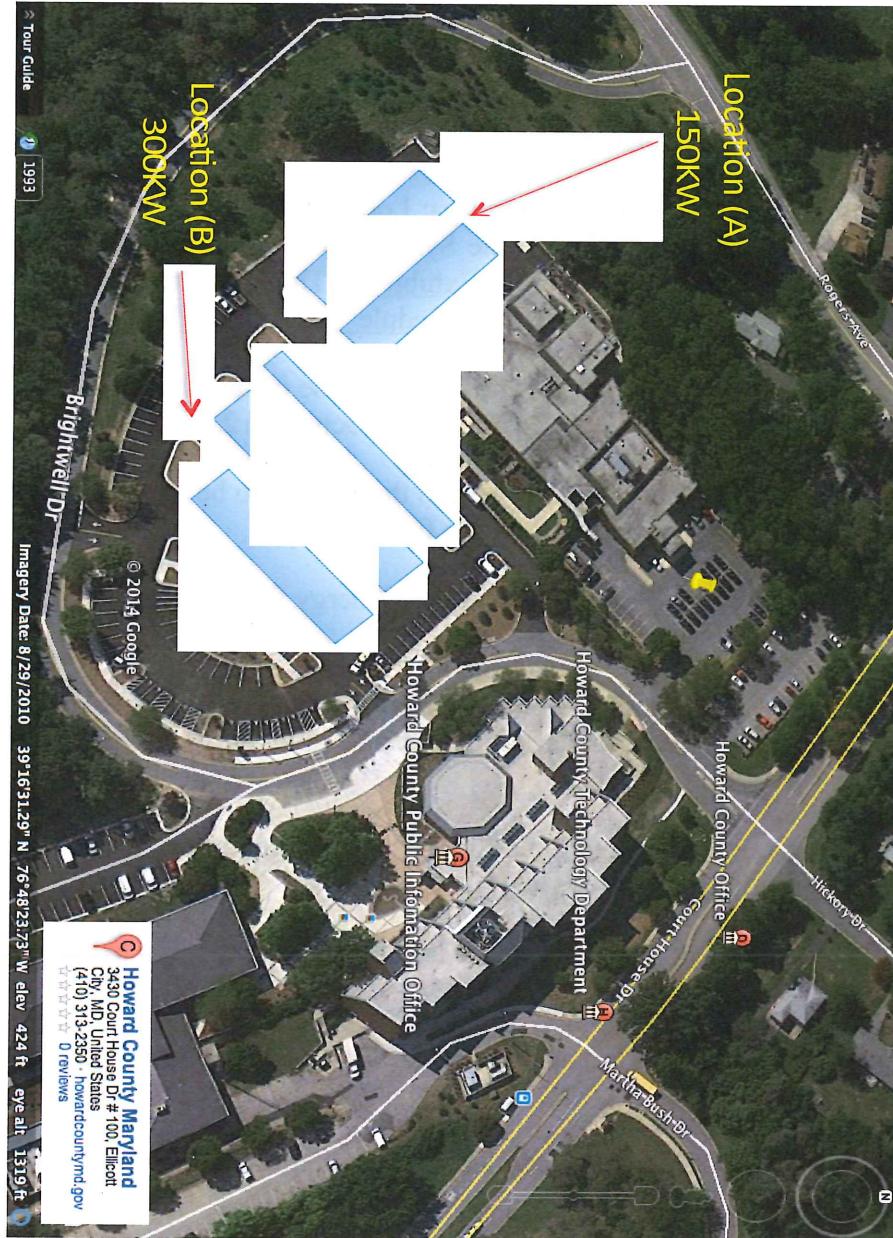 Location (A)
150KW
Location (B)
300KW
Rogers Ave
Hickory Dr
Howard County Office
D
Court House Dr
H
Martha Bush Dr
Howard County Technology Department
G
Howard County Public Infomation Office
Brightwell Dr
© 2014 Google
N
C
Howard County Maryland
3430 Court House Dr # 100, Ellicott
City, MD, United States
(410) 313-2350 - howardcountymd.gov
0 reviews
Tour Guide
1993
Imagery Date: 8/29/2010 39°16'31.29" N 76°48'23.73" W elev 424 ft eye alt 1319 ft